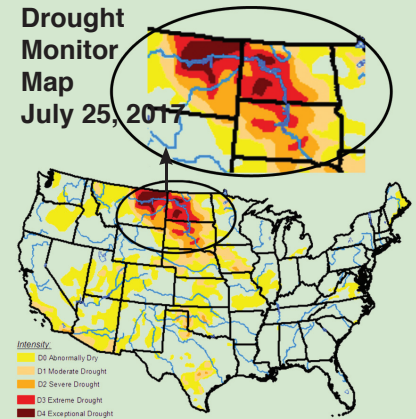 Drought
Monitor
Map
July 25, 2017
Intensity
D0 Abnormally Dry
D1 Moderate Drought
D2 Severe Drought
D3 Extreme Drought
D4 Exceptional Drought